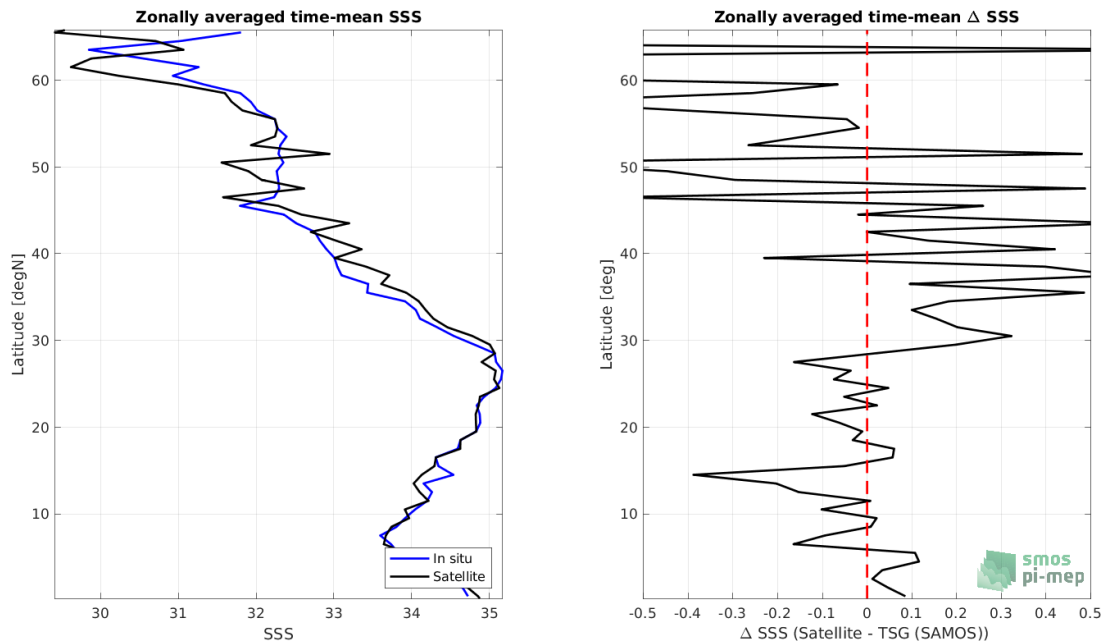 Zonally averaged time-mean SSS
60
50
40
30
20
10
Latitude [degN]
30
31
32
33
34
35
SSS
In situ
Satellite
Zonally averaged time-mean Δ SSS
60
50
40
30
20
10
Latitude [deg]
-0.5
-0.4
-0.3
-0.2
-0.1
0
0.1
0.2
0.3
0.4
0.5
Δ SSS (Satellite - TSG (SAMOS))
smos
pi-mep